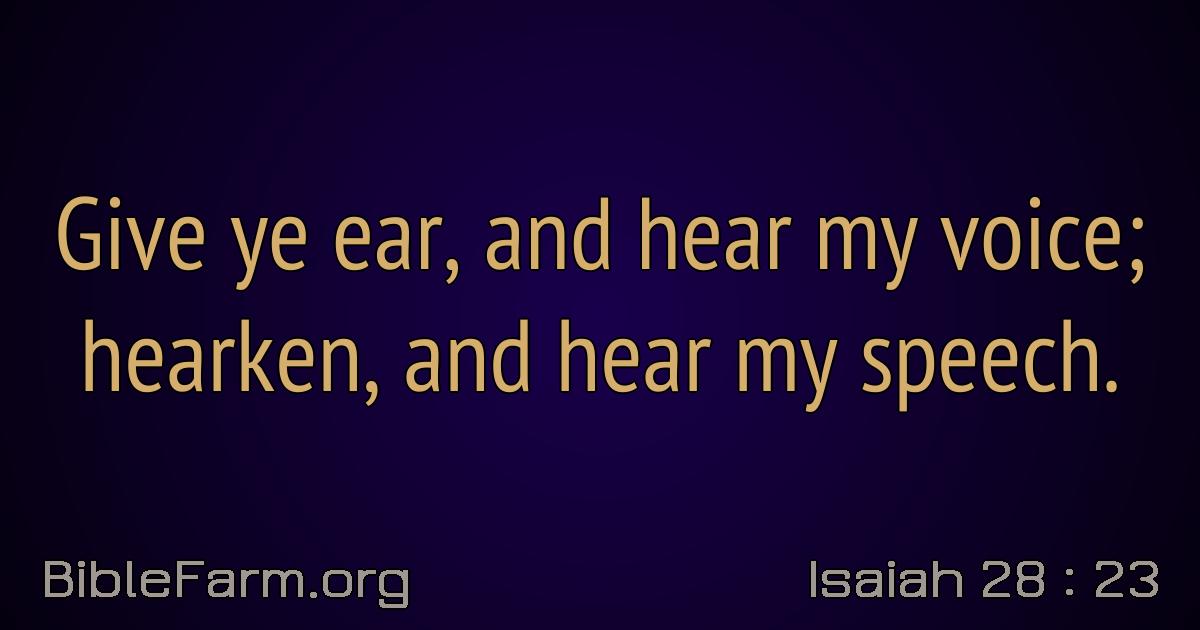 Give ye ear, and hear my voice;
hearken, and hear my speech.
BibleFarm.org
Isaiah 28 : 23